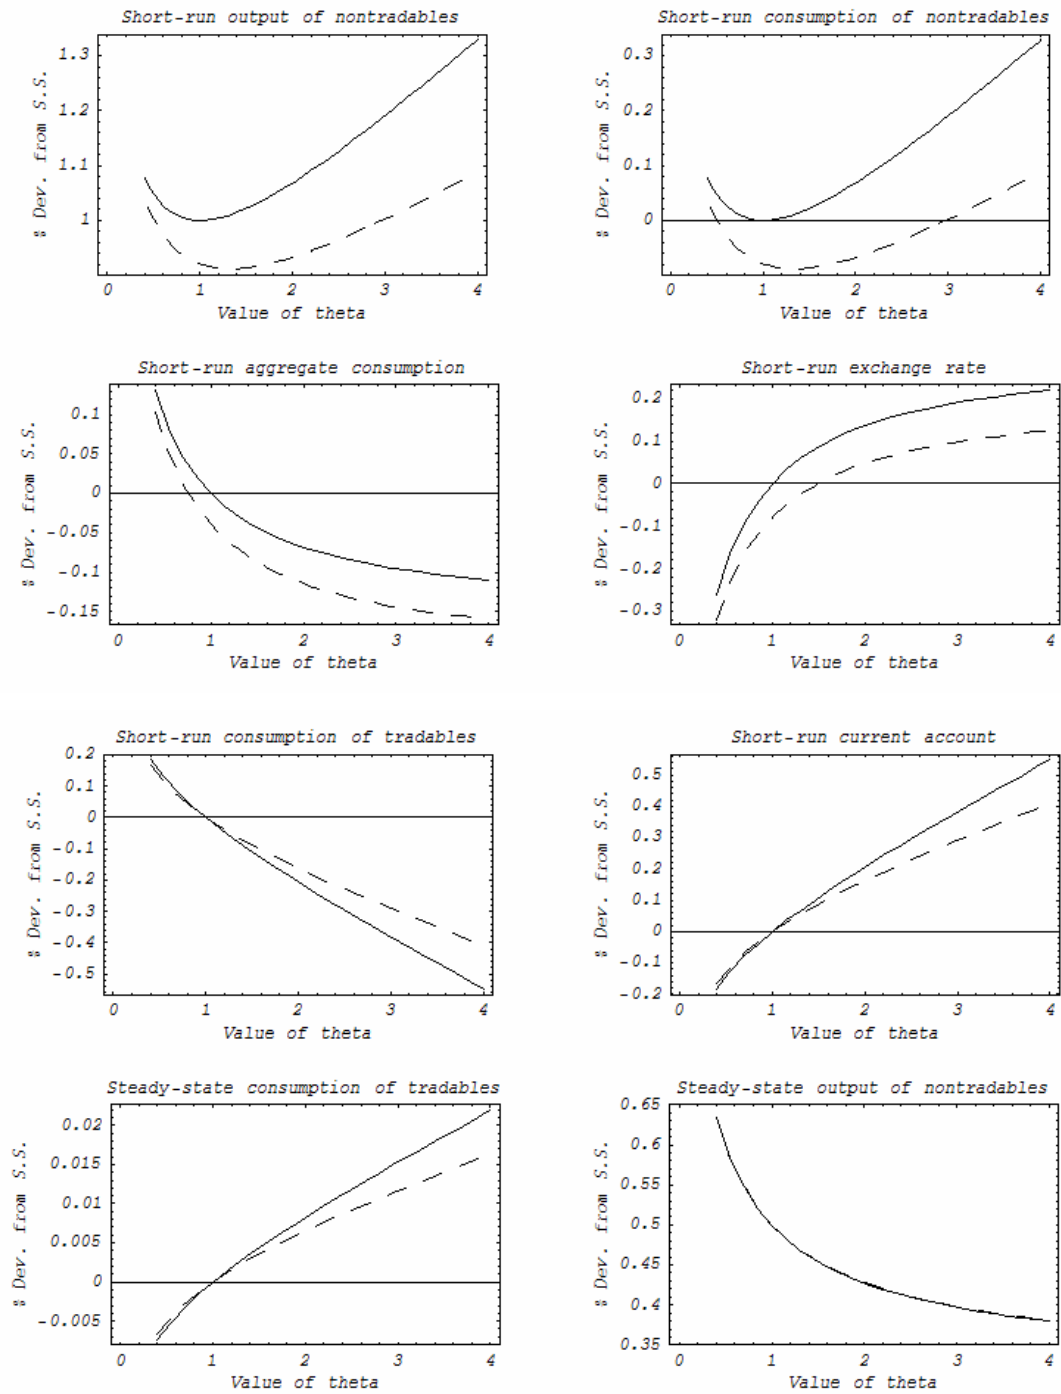 Short-run output of nontradables
% Dev. from S.S.
1.3
1.2
1.1
1
0 1 2 3 4
Value of theta
Short-run consumption of nontradables
% Dev. from S.S.
0.3
0.2
0.1
0
0 1 2 3 4
Value of theta
Short-run aggregate consumption
% Dev. from S.S.
0.1
0.05
0
-0.05
-0.1
-0.15
0 1 2 3 4
Value of theta
Short-run exchange rate
% Dev. from S.S.
0.2
0.1
0
-0.1
-0.2
-0.3
0 1 2 3 4
Value of theta
Short-run consumption of tradables
% Dev. from S.S.
0.2
0.1
0
-0.1
-0.2
-0.3
-0.4
-0.5
0 1 2 3 4
Value of theta
Short-run current account
% Dev. from S.S.
0.5
0.4
0.3
0.2
0.1
0
-0.1
-0.2
0 1 2 3 4
Value of theta
Steady-state consumption of tradables
% Dev. from S.S.
0.02
0.015
0.01
0.005
0
-0.005
0 1 2 3 4
Value of theta
Steady-state output of nontradables
% Dev. from S.S.
0.65
0.6
0.55
0.5
0.45
0.4
0.35
0 1 2 3 4
Value of theta